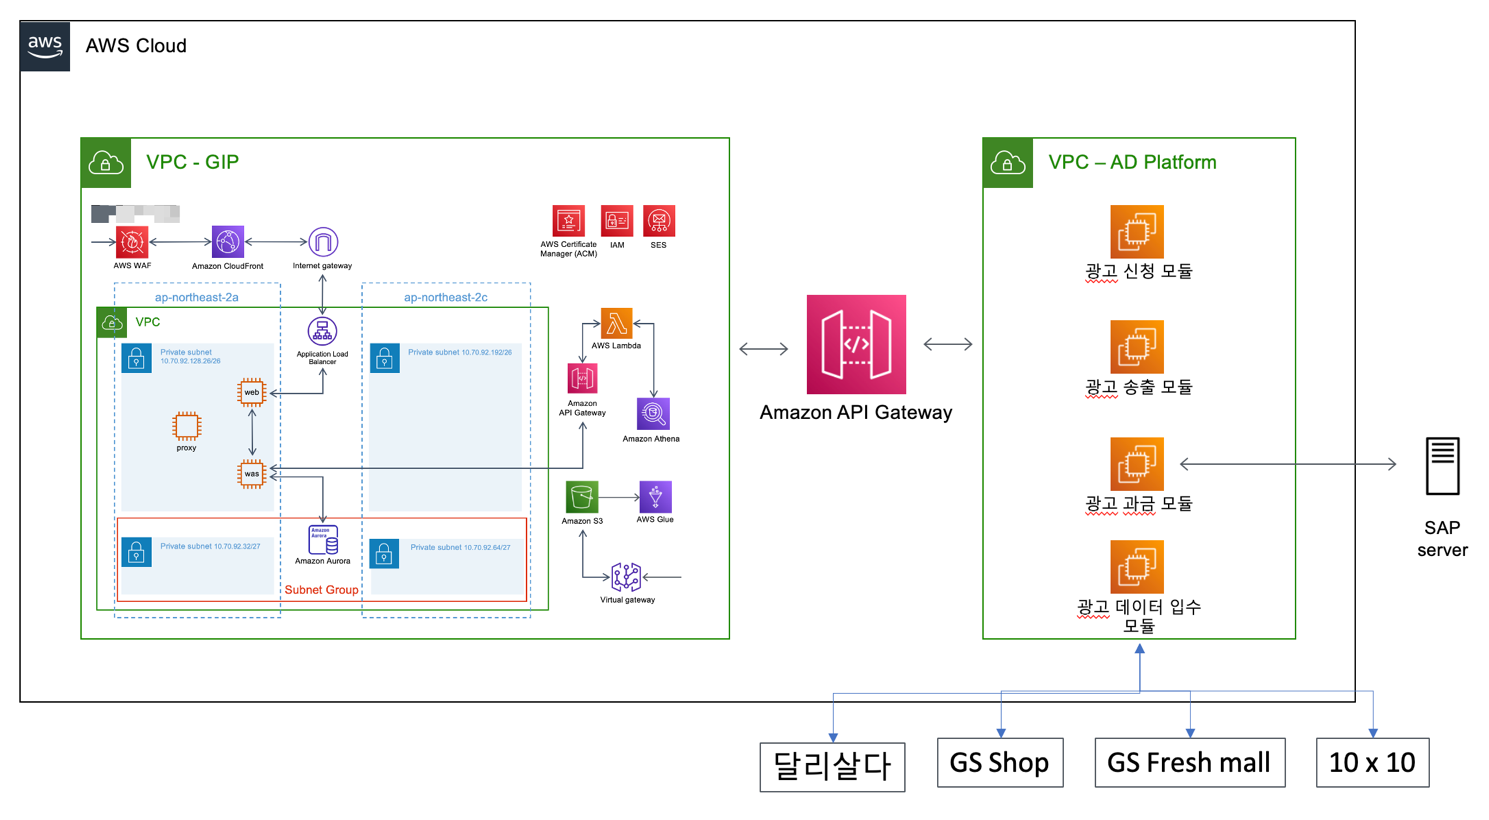 aws
AWS Cloud
VPC - GIP
AWS WAF
Amazon CloudFront
Internet gateway
AWS Certificate
Manager (ACM)
IAM
SES
ap-northeast-2a
ap-northeast-2c
VPC
Application Load
Balancer
Private subnet
10.70.92.128.26/26
Private subnet 10.70.92.192/26
web
proxy
was
AWS Lambda
Amazon
API Gateway
Amazon Athena
Amazon S3
AWS Glue
Private subnet 10.70.92.32/27
Amazon
Aurora
Amazon Aurora
Private subnet 10.70.92.64/27
Subnet Group
Virtual gateway
Amazon API Gateway
VPC – AD Platform
광고 신청 모듈
광고 송출 모듈
광고 과금 모듈
광고 데이터 입수
모듈
SAP
server
달리살다
GS Shop
GS Fresh mall
10 x 10